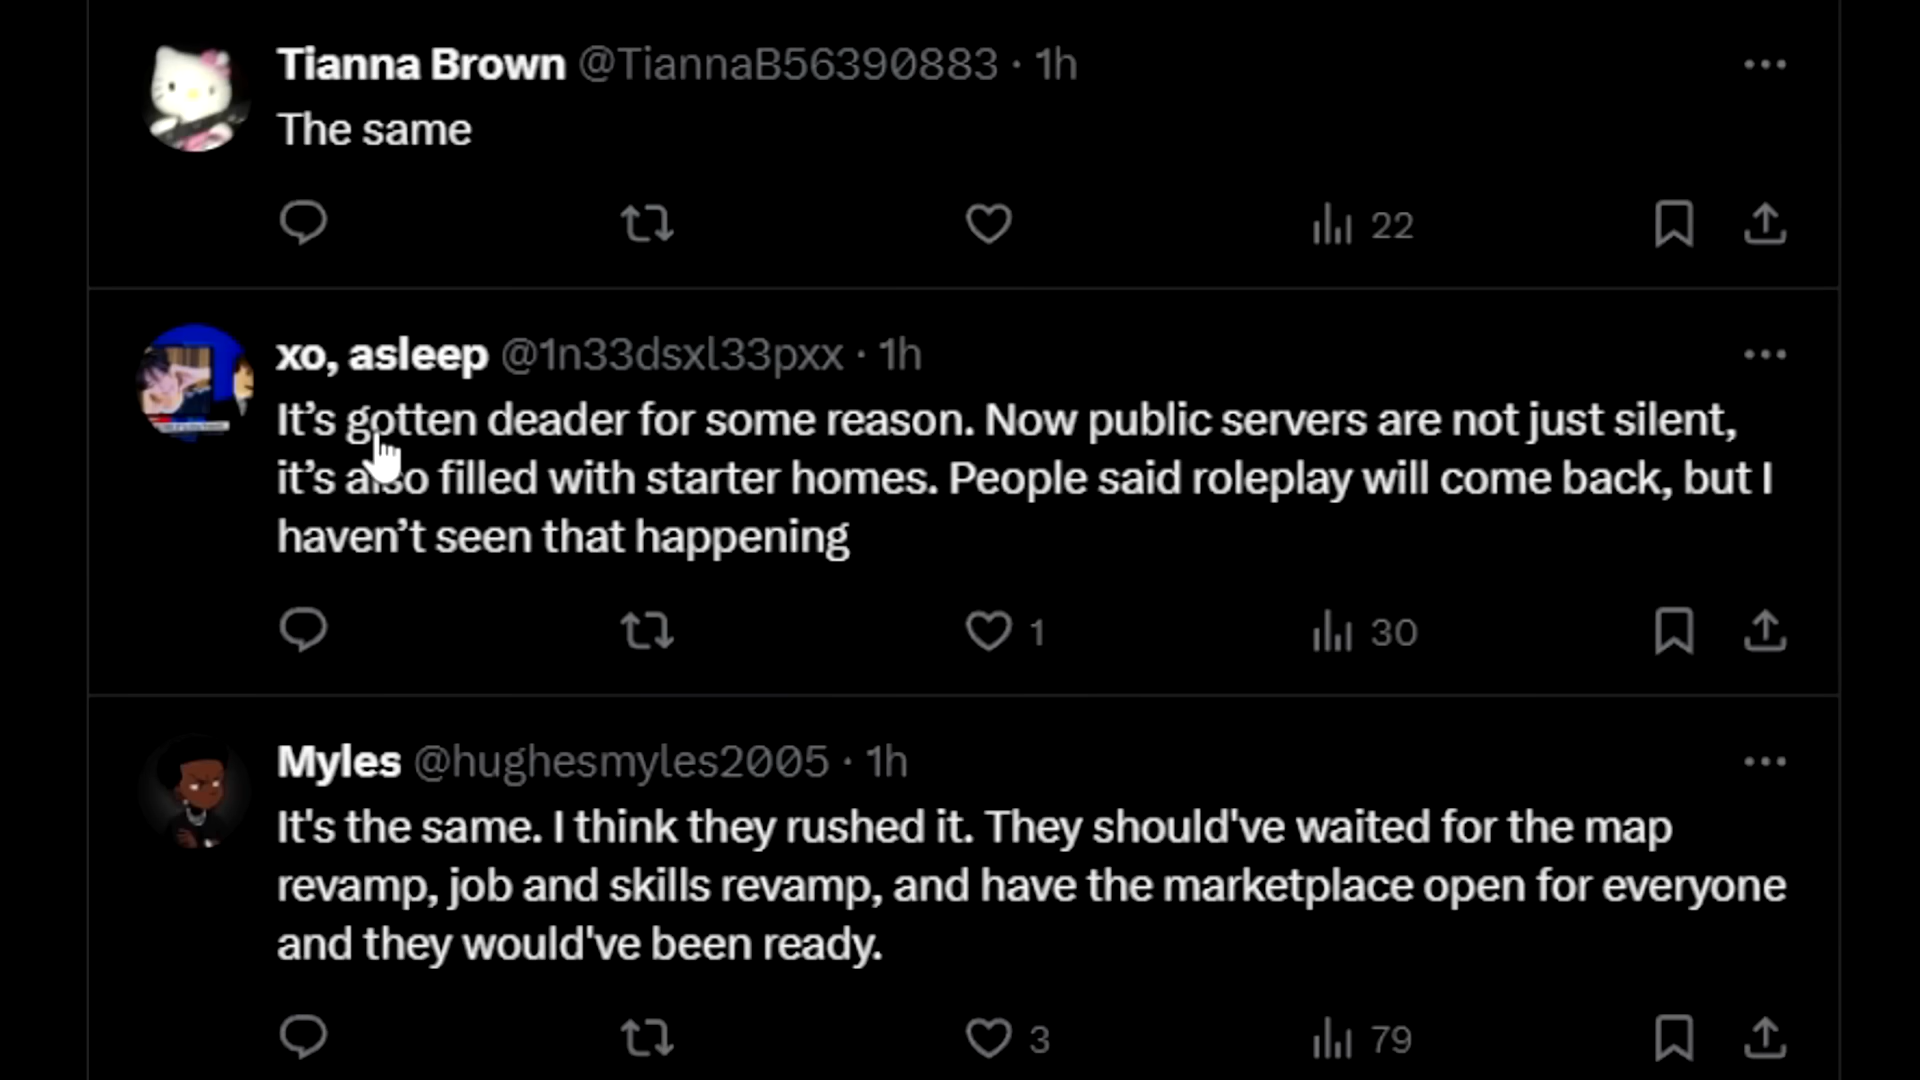 Tianna Brown @TiannaB56390883 · 1h
The same
22
xo, asleep @1n33dsxl33pxx · 1h
It’s gotten deader for some reason. Now public servers are not just silent,
it’s also filled with starter homes. People said roleplay will come back, but I
haven’t seen that happening
1 30
Myles @hughesmyles2005 · 1h
It's the same. I think they rushed it. They should've waited for the map
revamp, job and skills revamp, and have the marketplace open for everyone
and they would've been ready.
3 79